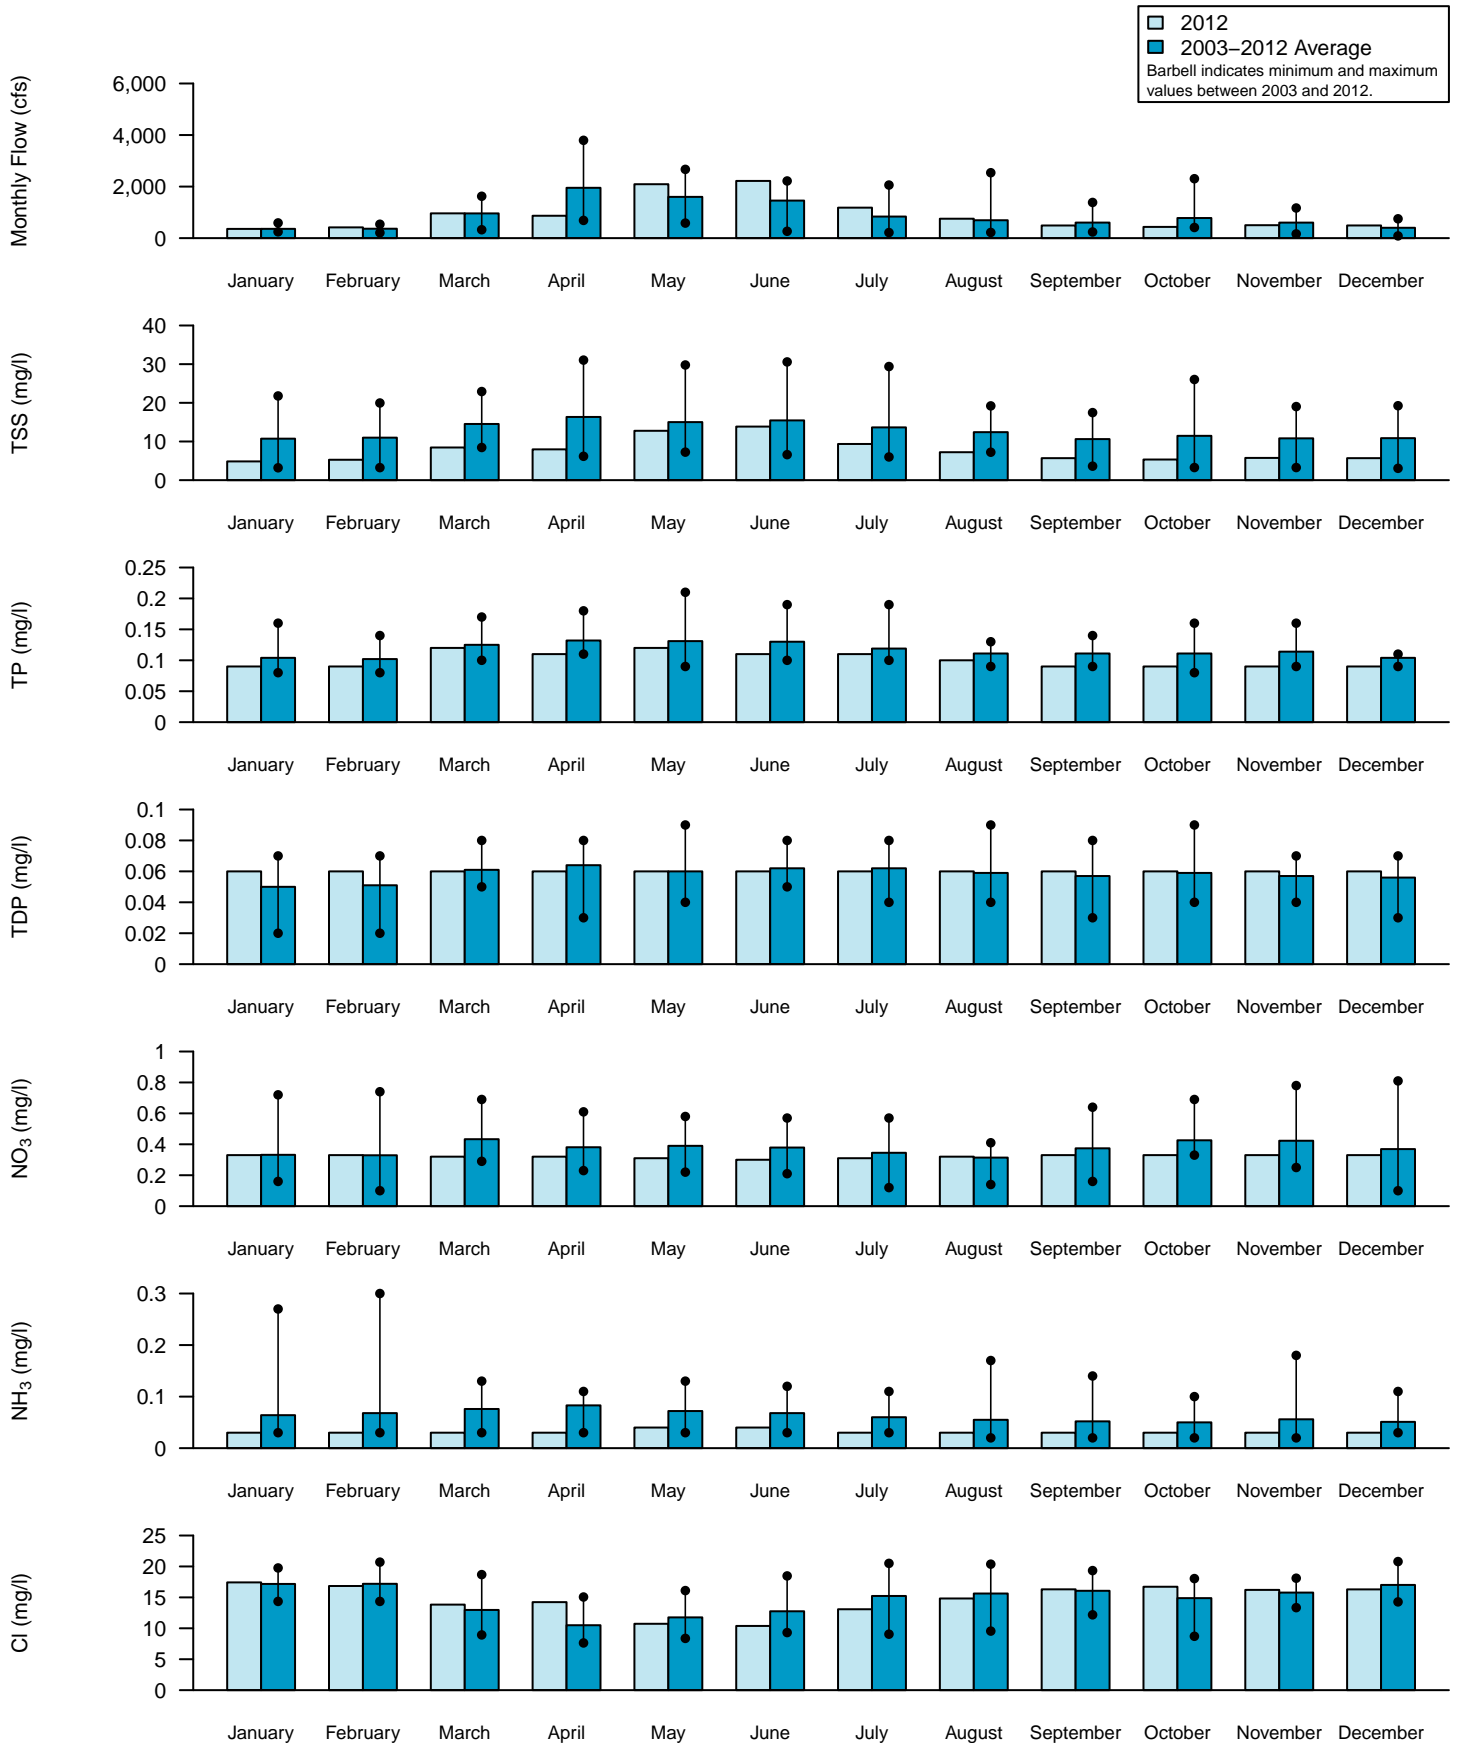 2012
2003–2012 Average
Barbell indicates minimum and maximum
values between 2003 and 2012.
Monthly Flow (cfs)
6,000
4,000
2,000
0
January February March April May June July August September October November December
TSS (mg/l)
40
30
20
10
0
January February March April May June July August September October November December
TP (mg/l)
0.25
0.2
0.15
0.1
0.05
0
January February March April May June July August September October November December
TDP (mg/l)
0.1
0.08
0.06
0.04
0.02
0
January February March April May June July August September October November December
NO₃ (mg/l)
1
0.8
0.6
0.4
0.2
0
January February March April May June July August September October November December
NH₃ (mg/l)
0.3
0.2
0.1
0
January February March April May June July August September October November December
Cl (mg/l)
25
20
15
10
5
0
January February March April May June July August September October November December